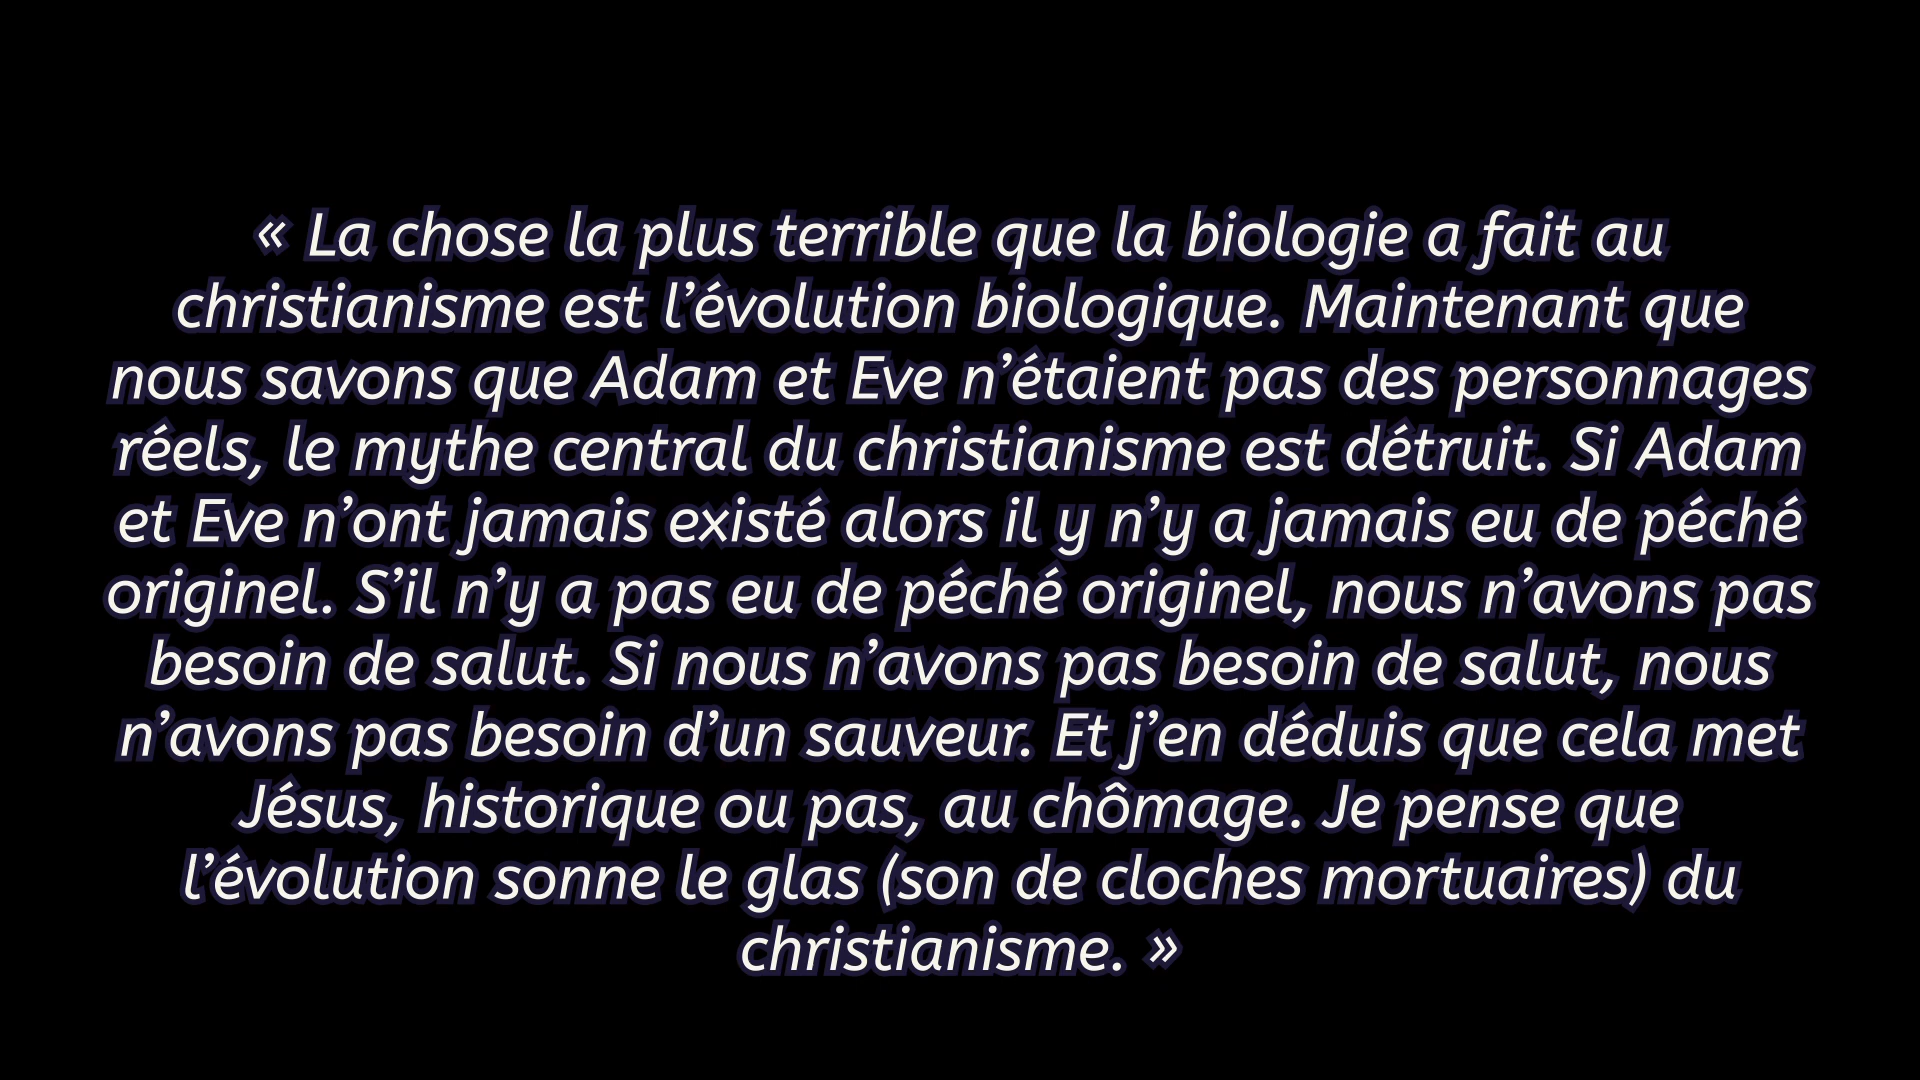 « La chose la plus terrible que la biologie a fait au
christianisme est l’évolution biologique. Maintenant que
nous savons que Adam et Eve n’étaient pas des personnages
réels, le mythe central du christianisme est détruit. Si Adam
et Eve n’ont jamais existé alors il y n’y a jamais eu de péché
originel. S’il n’y a pas eu de péché originel, nous n’avons pas
besoin de salut. Si nous n’avons pas besoin de salut, nous
n’avons pas besoin d’un sauveur. Et j’en déduis que cela met
Jésus, historique ou pas, au chômage. Je pense que
l’évolution sonne le glas (son de cloches mortuaires) du
christianisme. »